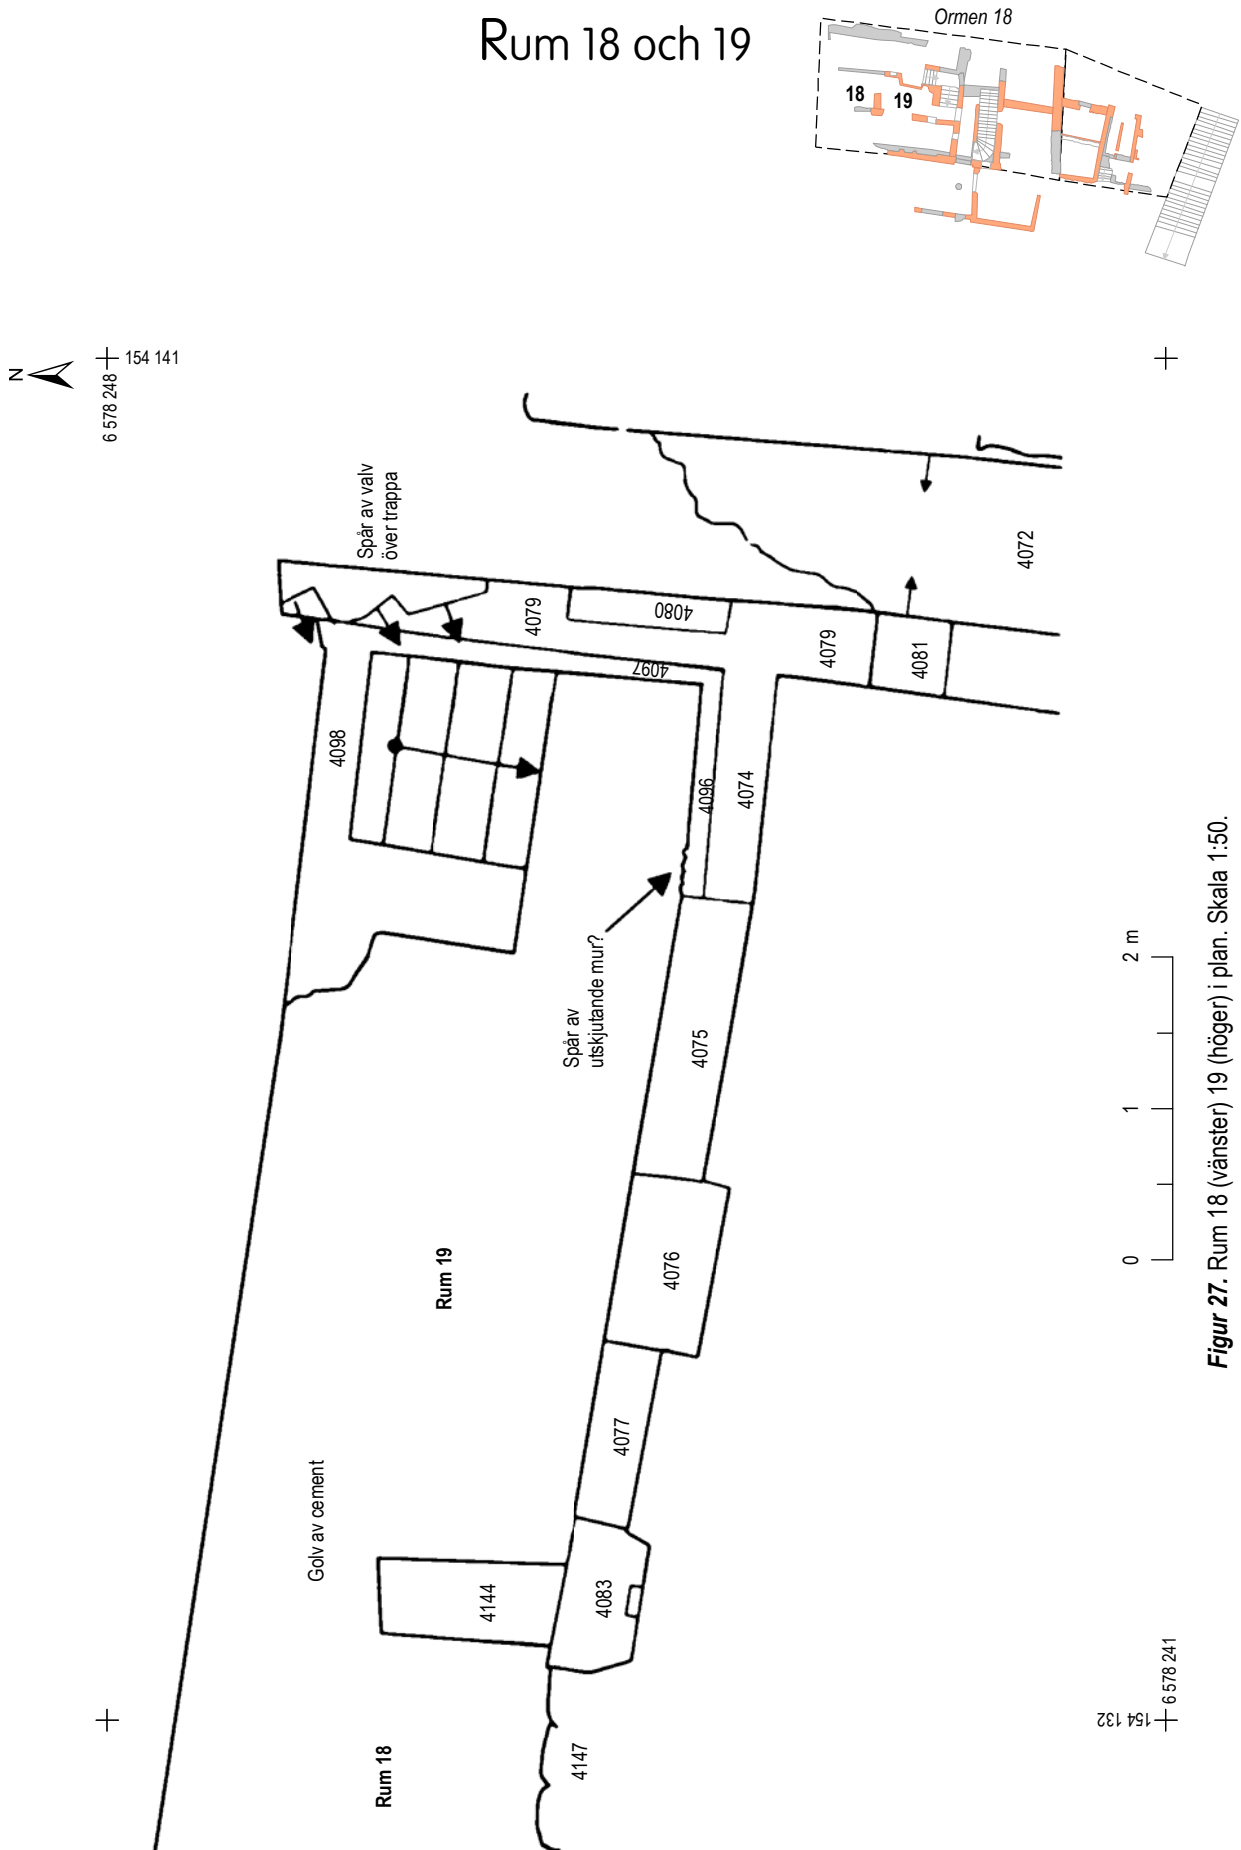 Rum 18 och 19
Ormen 18
18
19
N
154 141
6 578 248
Spår av valv
över trappa
4072
4079
4080
4079
4081
4097
4098
4096
4074
Spår av
utskjutande mur?
4075
4076
Rum 19
4077
Golv av cement
4144
4083
Rum 18
4147
0
1
2 m
154 132
6 578 241
Figur 27. Rum 18 (vänster) 19 (höger) i plan. Skala 1:50.